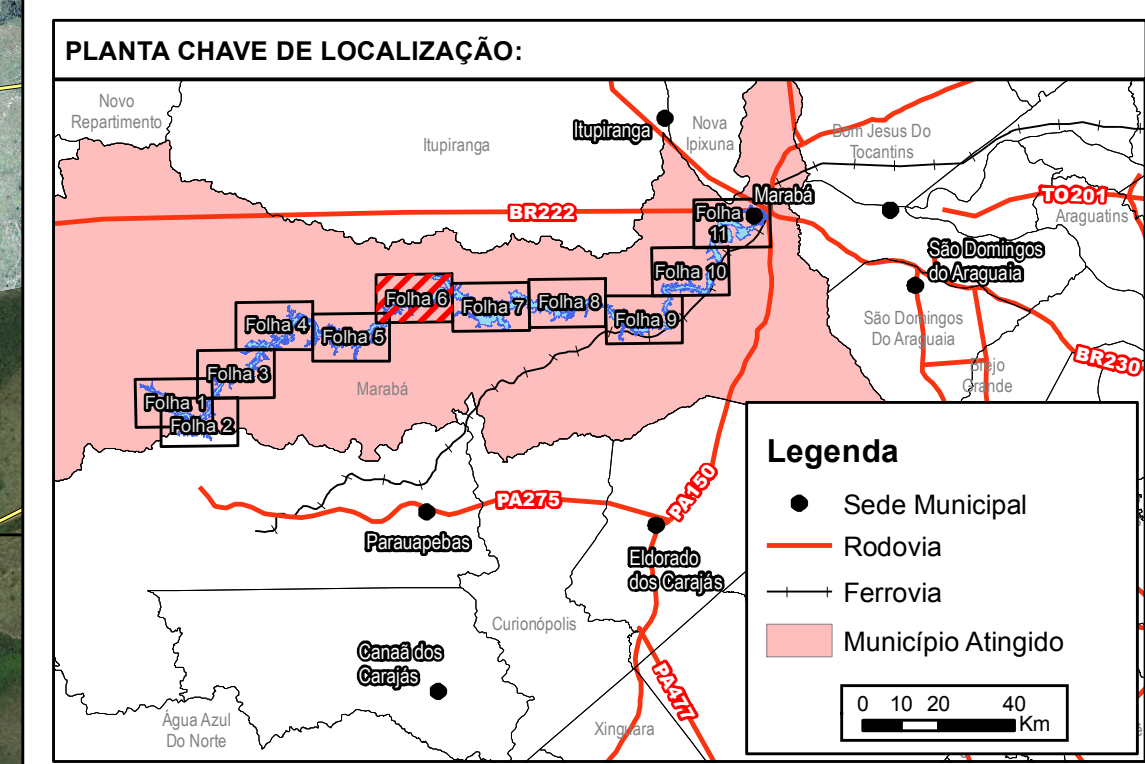 PLANTA CHAVE DE LOCALIZAÇÃO:
Novo
Repartimento
Itupiranga
Itupiranga
Nova
Ipixuna
Bom Jesus Do
Tocantins
Marabá
BR222
TO201
Araguatins
Folha
11
São Domingos
do Araguaia
Folha 10
Folha 6
Folha 7
Folha 8
Folha 9
Folha 4
Folha 5
São Domingos
Do Araguaia
BR230
Brejo
Grande
Folha 3
Marabá
Folha 1
Folha 2
PA275
PA150
Parauapebas
Eldorado
dos Carajás
Curionópolis
Canaã dos
Carajás
PA477
Água Azul
Do Norte
Xinguara
Legenda
Sede Municipal
Rodovia
Ferrovia
Município Atingido
0 10 20 40
Km